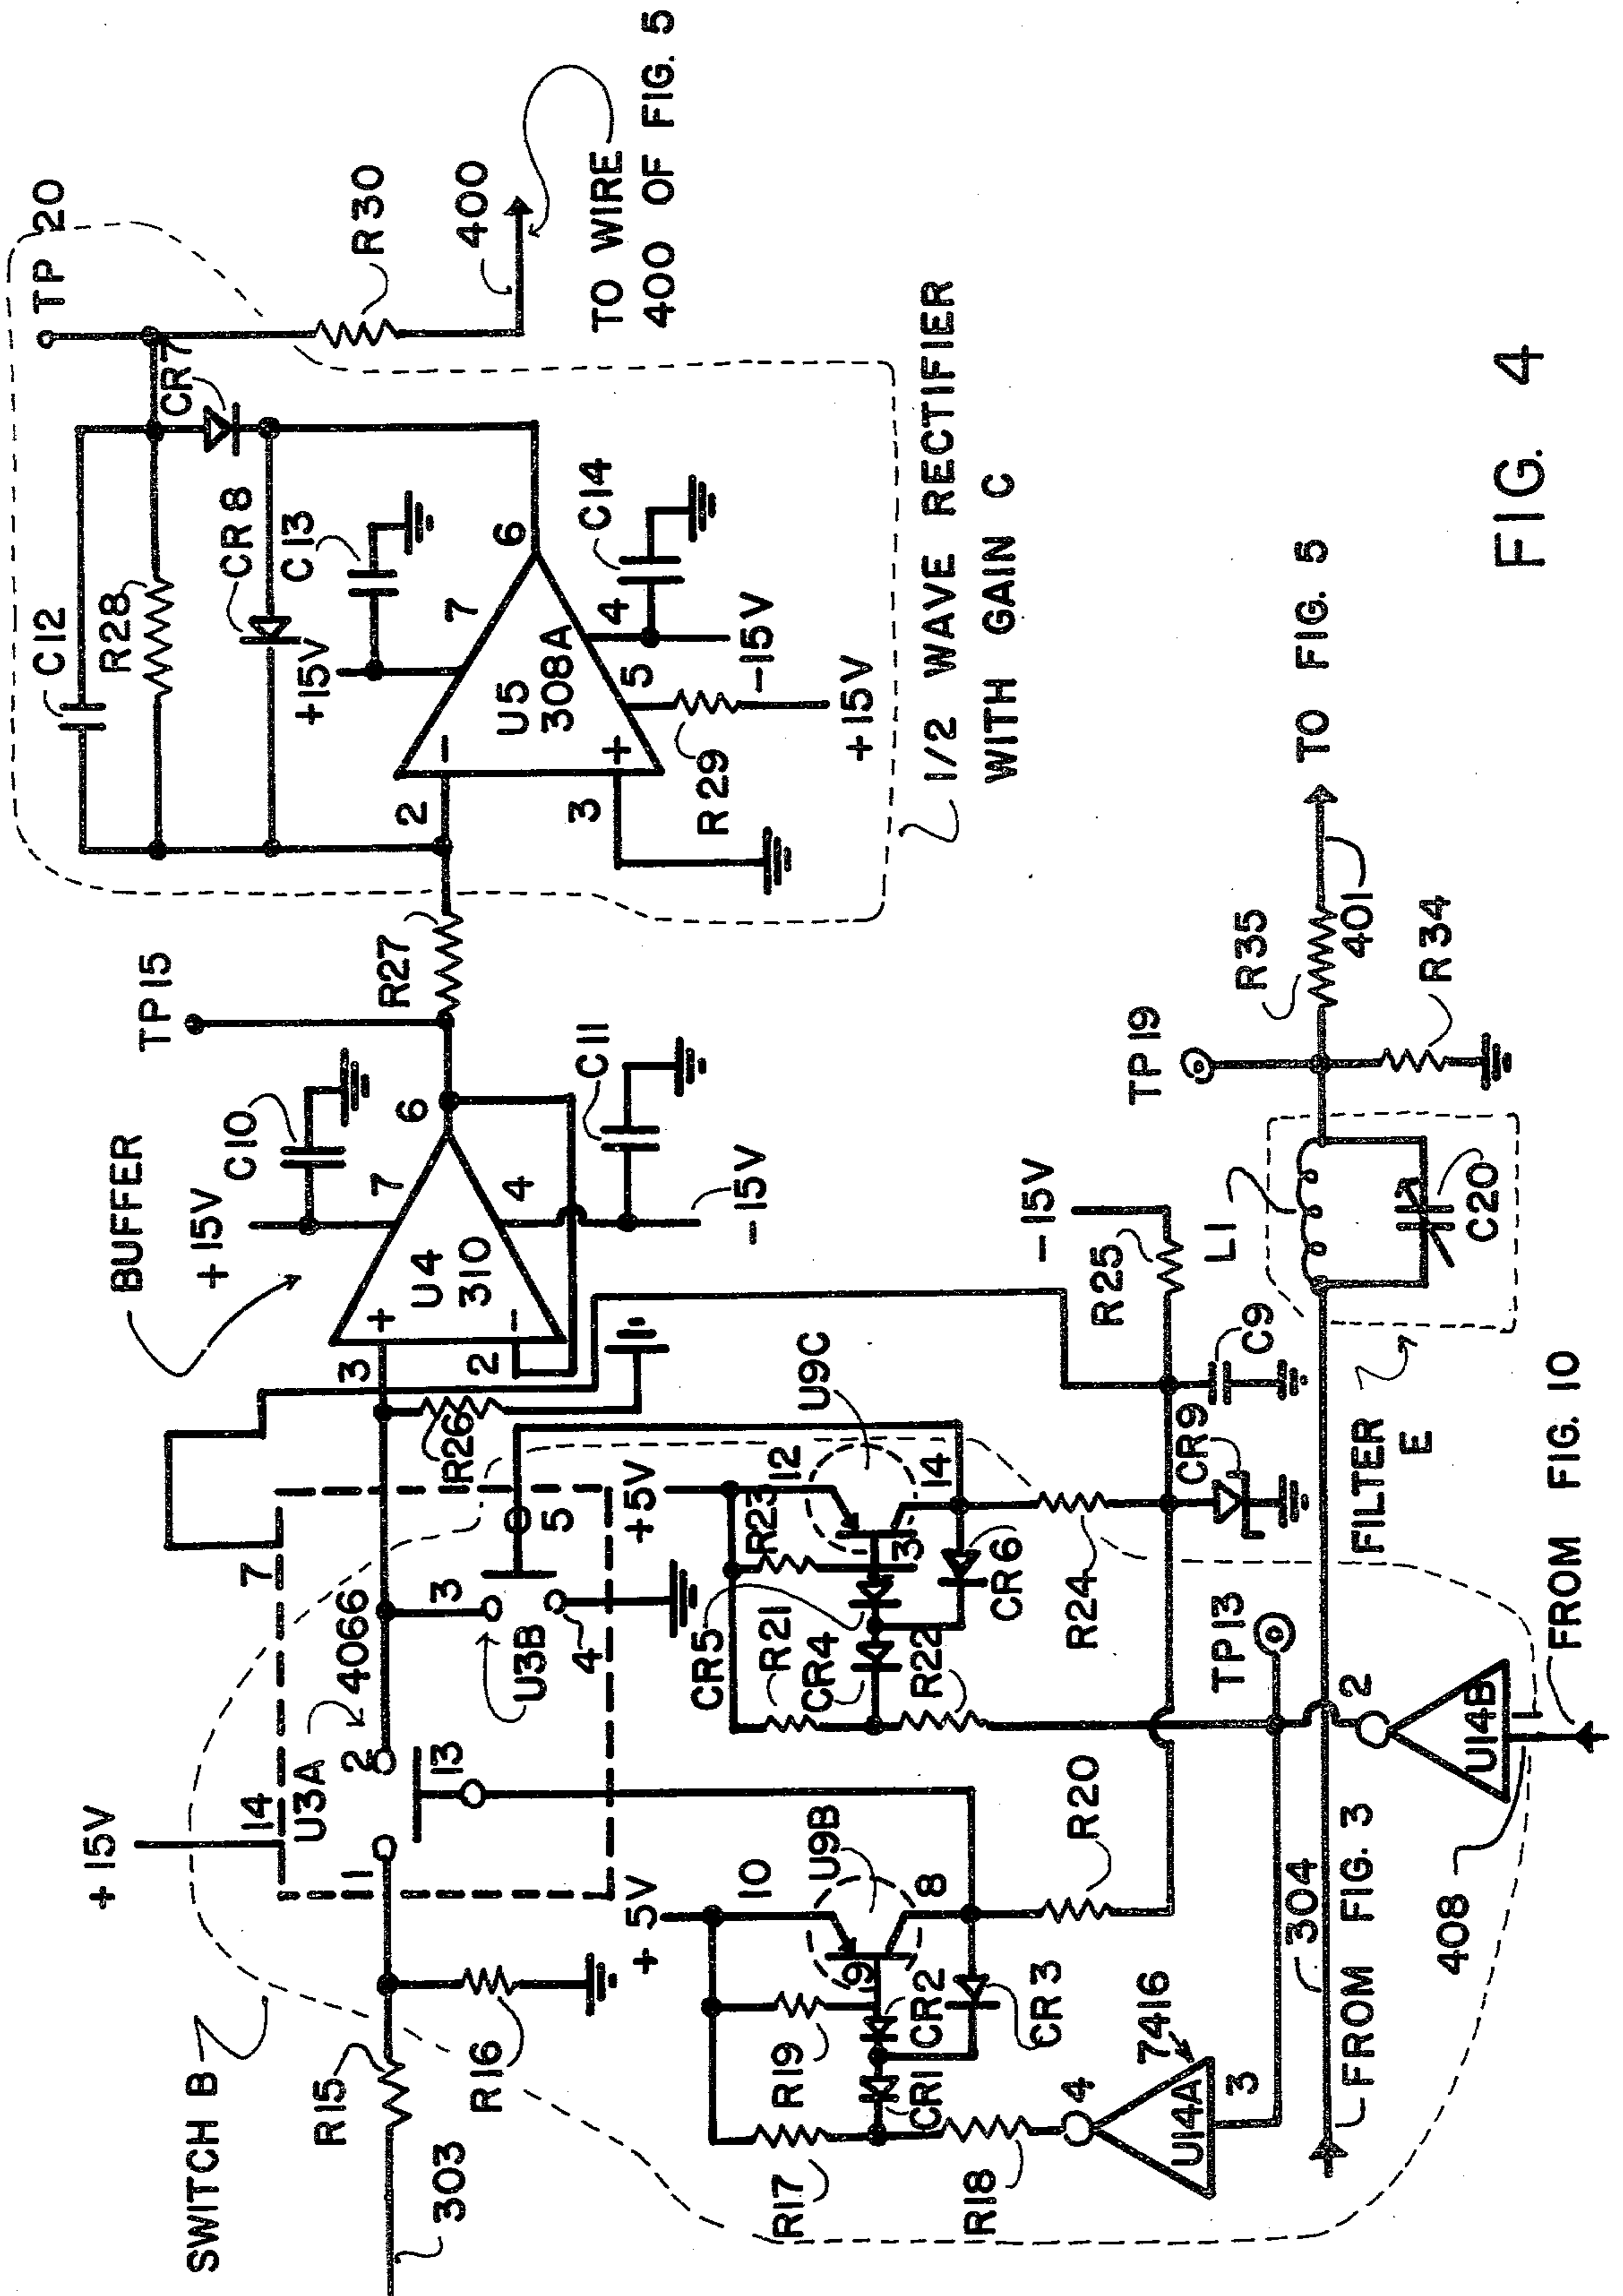 SWITCH B
303
R15
R16
+15V
14
7
U3A
4066
11
2
13
3
U3B
4
5
R26
BUFFER
+15V
C10
7
3
+
U4
310
-
2
6
4
C11
-15V
TP15
R27
C12
R28
CR8
CR7
TP 20
R30
400
TO WIRE
400 OF FIG. 5
+15V
C13
7
2
-
U5
308A
+
3
6
5
4
C14
-15V
R29
+15V
1/2 WAVE RECTIFIER
WITH GAIN C
+5V
10
U9B
9
8
R17
R19
CR1
CR2
CR3
R18
R20
4
7416
U14A
3
+5V
R23
12
U9C
13
14
CR5
R21
CR4
R22
CR6
R24
CR9
C9
R25
-15V
TP13
2
U14B
408
FROM FIG. 10
304
FROM FIG. 3
FILTER
E
L1
C20
TP19
R35
R34
401
TO FIG. 5
FIG. 4